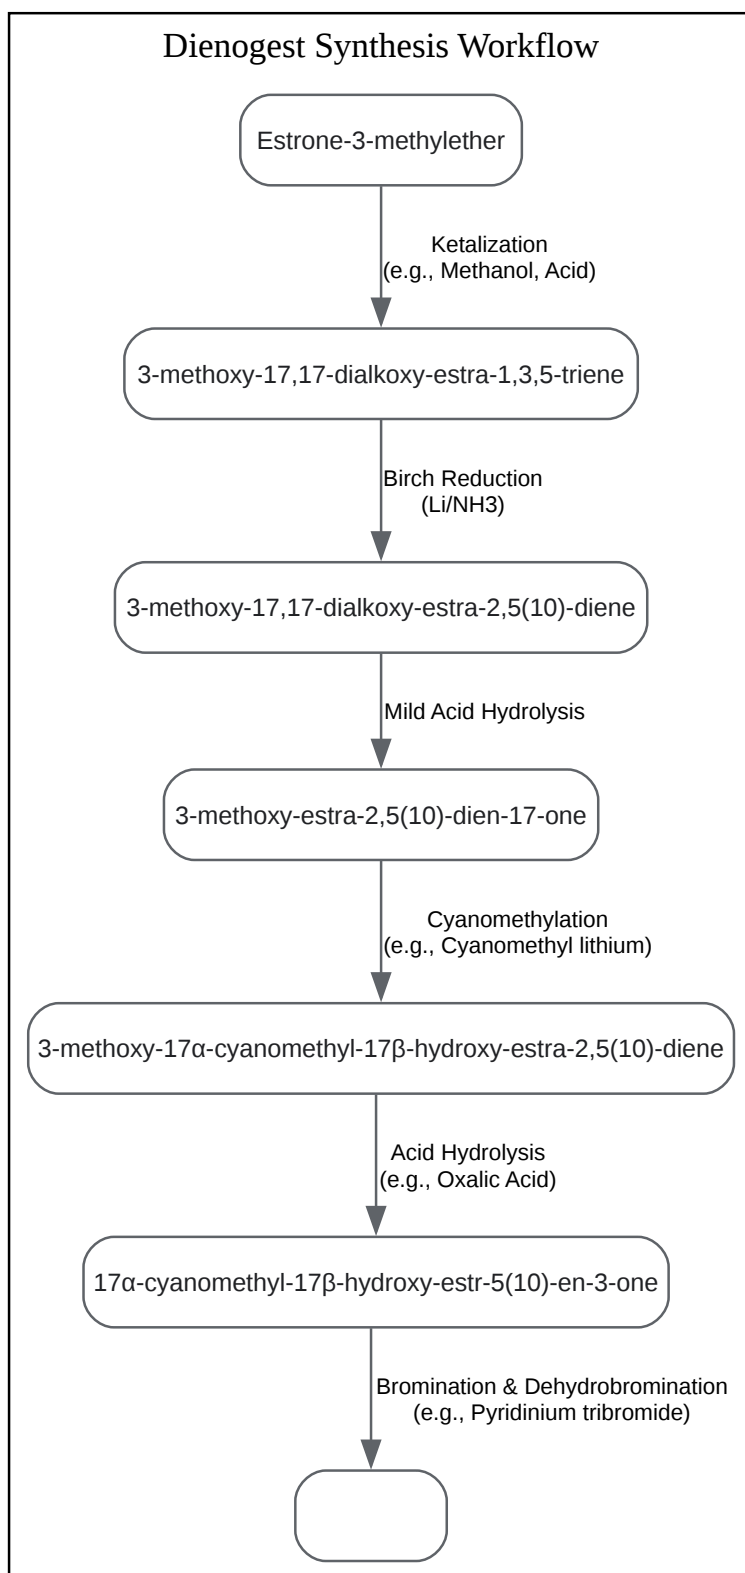 Dienogest Synthesis Workflow
Estrone-3-methylether
Ketalization
(e.g., Methanol, Acid)
3-methoxy-17,17-dialkoxy-estra-1,3,5-triene
Birch Reduction
(Li/NH3)
3-methoxy-17,17-dialkoxy-estra-2,5(10)-diene
Mild Acid Hydrolysis
3-methoxy-estra-2,5(10)-dien-17-one
Cyanomethylation
(e.g., Cyanomethyl lithium)
3-methoxy-17α-cyanomethyl-17β-hydroxy-estra-2,5(10)-diene
Acid Hydrolysis
(e.g., Oxalic Acid)
17α-cyanomethyl-17β-hydroxy-estr-5(10)-en-3-one
Bromination & Dehydrobromination
(e.g., Pyridinium tribromide)